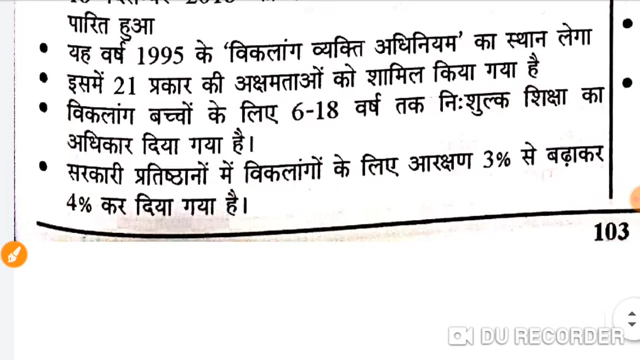 पारित हुआ
यह वर्ष 1995 के ‘विकलांग व्यक्ति अधिनियम’ का स्थान लेगा
इसमें 21 प्रकार की अक्षमताओं को शामिल किया गया है
विकलांग बच्चों के लिए 6-18 वर्ष तक निःशुल्क शिक्षा का
अधिकार दिया गया है।
सरकारी प्रतिष्ठानों में विकलांगों के लिए आरक्षण 3% से बढ़ाकर
4% कर दिया गया है।
103
DU RECORDER